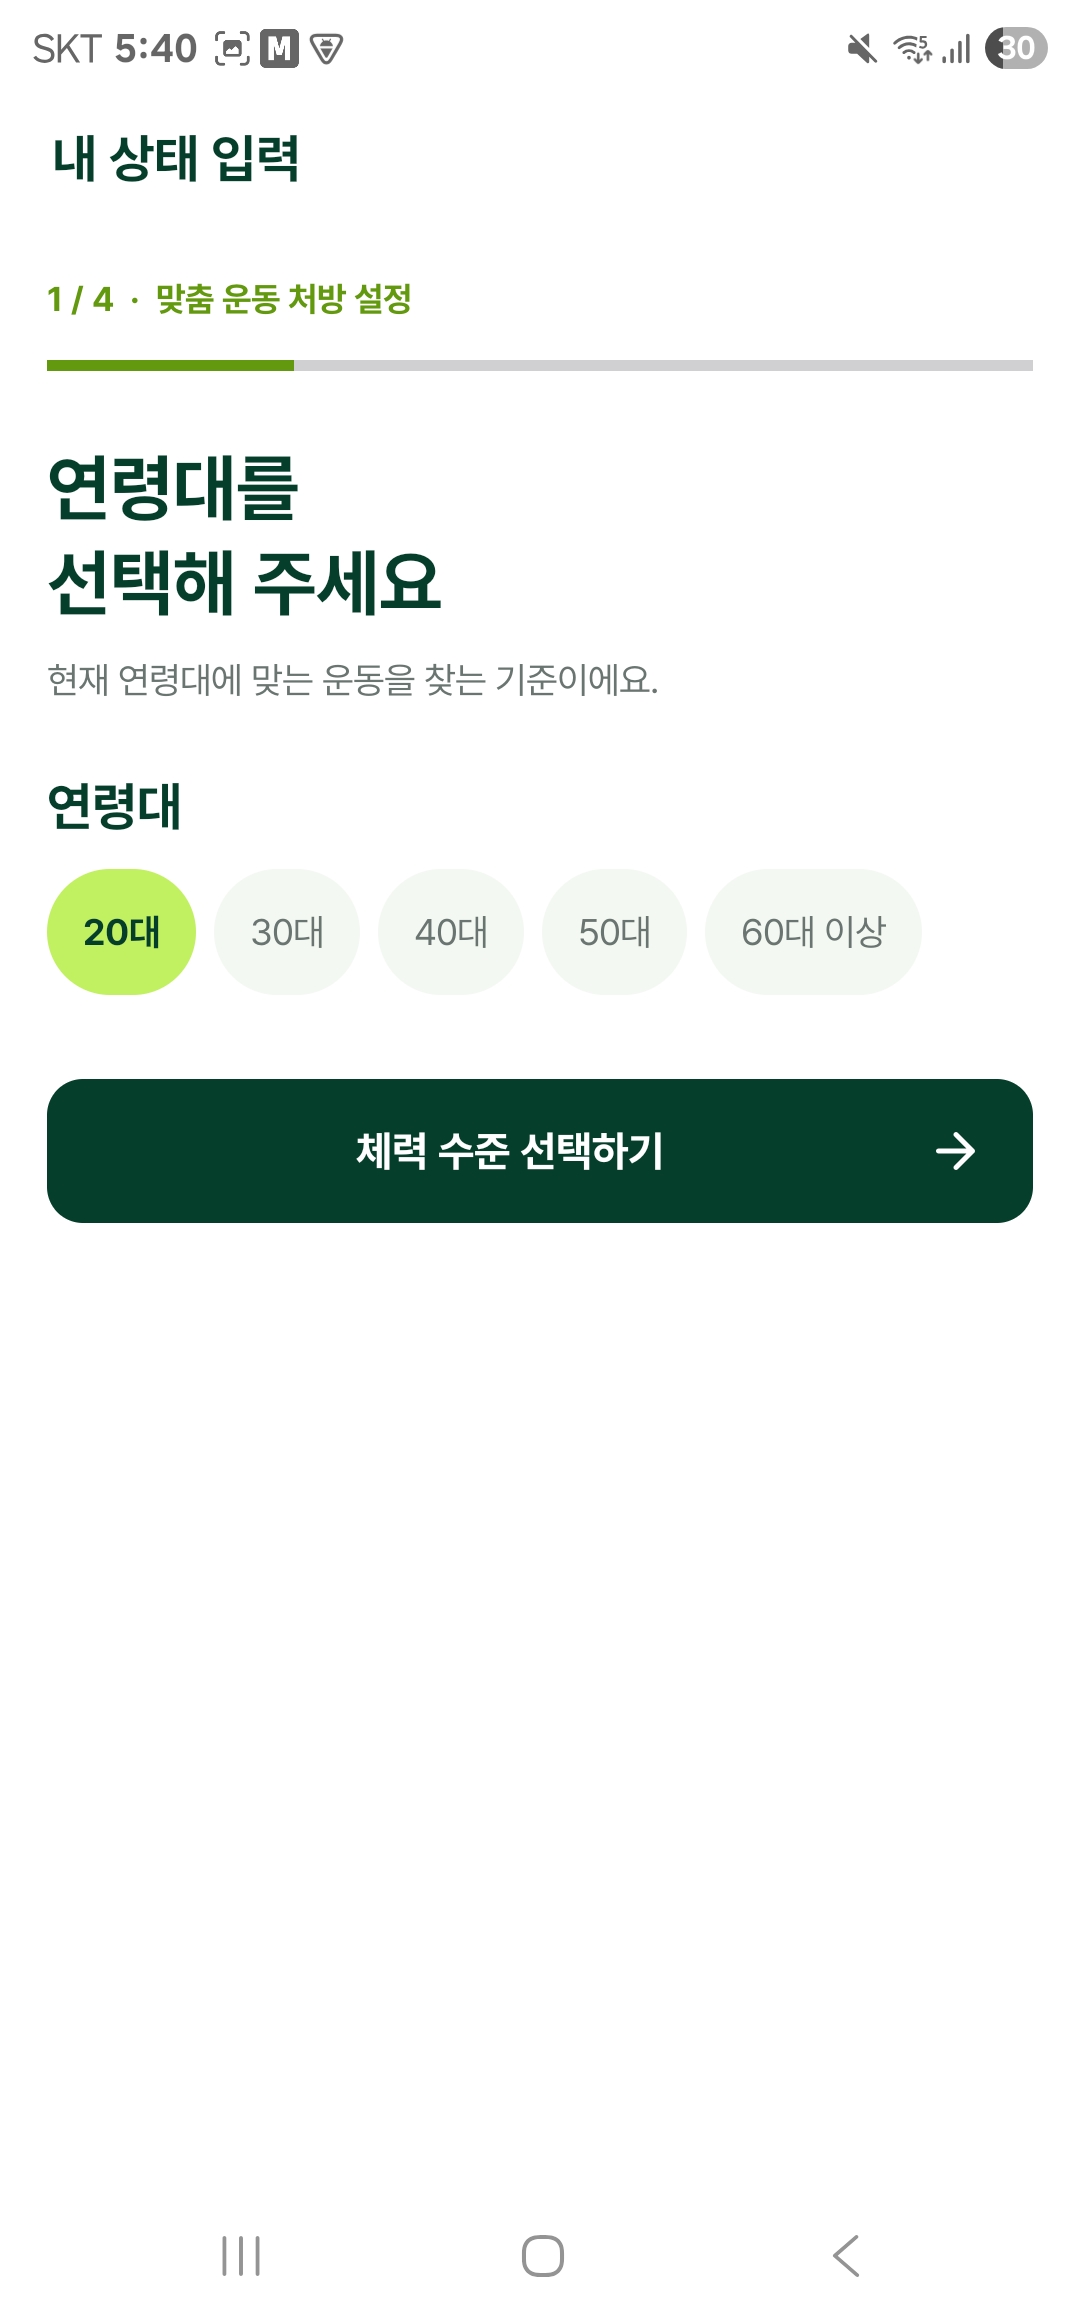 SKT 5:40 M 5 30
내 상태 입력
1 / 4 · 맞춤 운동 처방 설정
연령대를
선택해 주세요
현재 연령대에 맞는 운동을 찾는 기준이에요.
연령대
20대 30대 40대 50대 60대 이상
체력 수준 선택하기